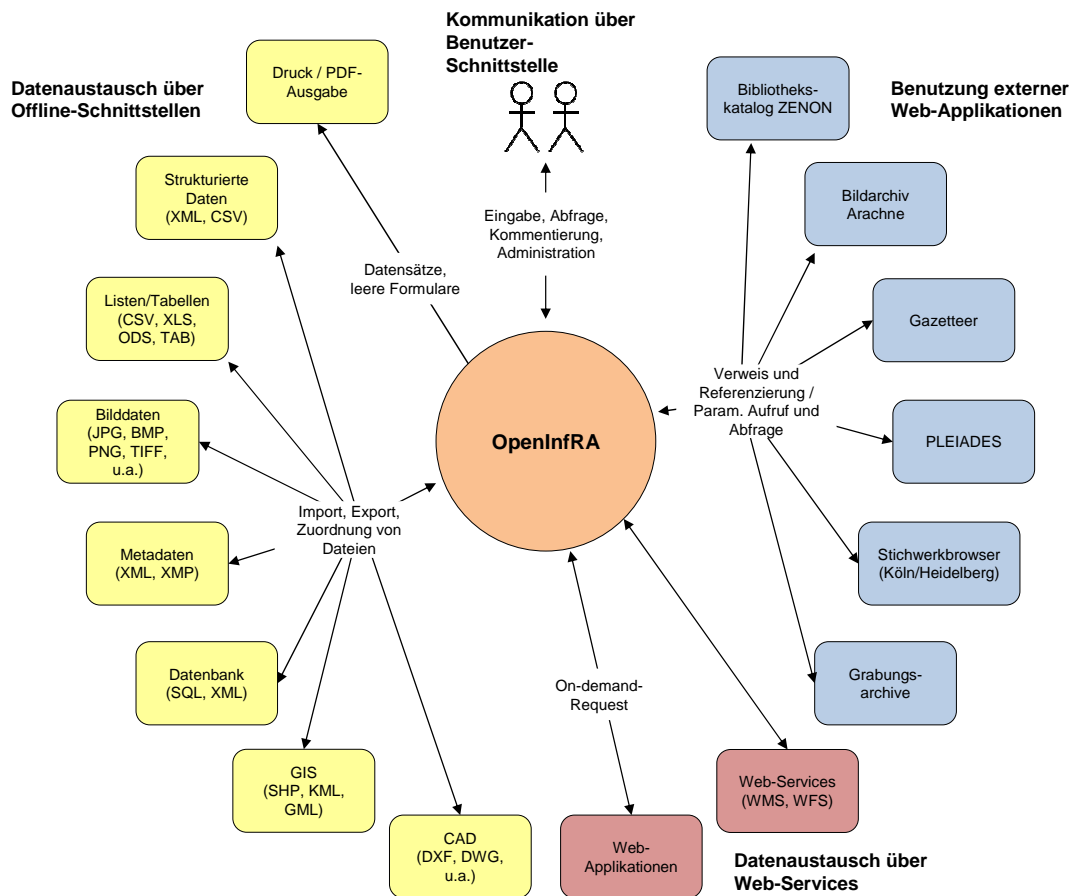 Kommunikation über
Benutzer-
Schnittstelle
Datenaustausch über
Offline-Schnittstellen
Druck / PDF-
Ausgabe
Bibliotheks-
katalog ZENON
Benutzung externer
Web-Applikationen
Strukturierte
Daten
(XML, CSV)
Bildarchiv
Arachne
Eingabe, Abfrage,
Kommentierung,
Administration
Datensätze,
leere Formulare
Listen/Tabellen
(CSV, XLS,
ODS, TAB)
Gazetteer
Verweis und
Referenzierung /
Param. Aufruf und
Abfrage
Bilddaten
(JPG, BMP,
PNG, TIFF,
u.a.)
OpenInfRA
PLEIADES
Import, Export,
Zuordnung von
Dateien
Metadaten
(XML, XMP)
Stichwerkbrowser
(Köln/Heidelberg)
Datenbank
(SQL, XML)
On-demand-
Request
Grabungs-
archive
GIS
(SHP, KML,
GML)
Web-Services
(WMS, WFS)
CAD
(DXF, DWG,
u.a.)
Web-
Applikationen
Datenaustausch über
Web-Services